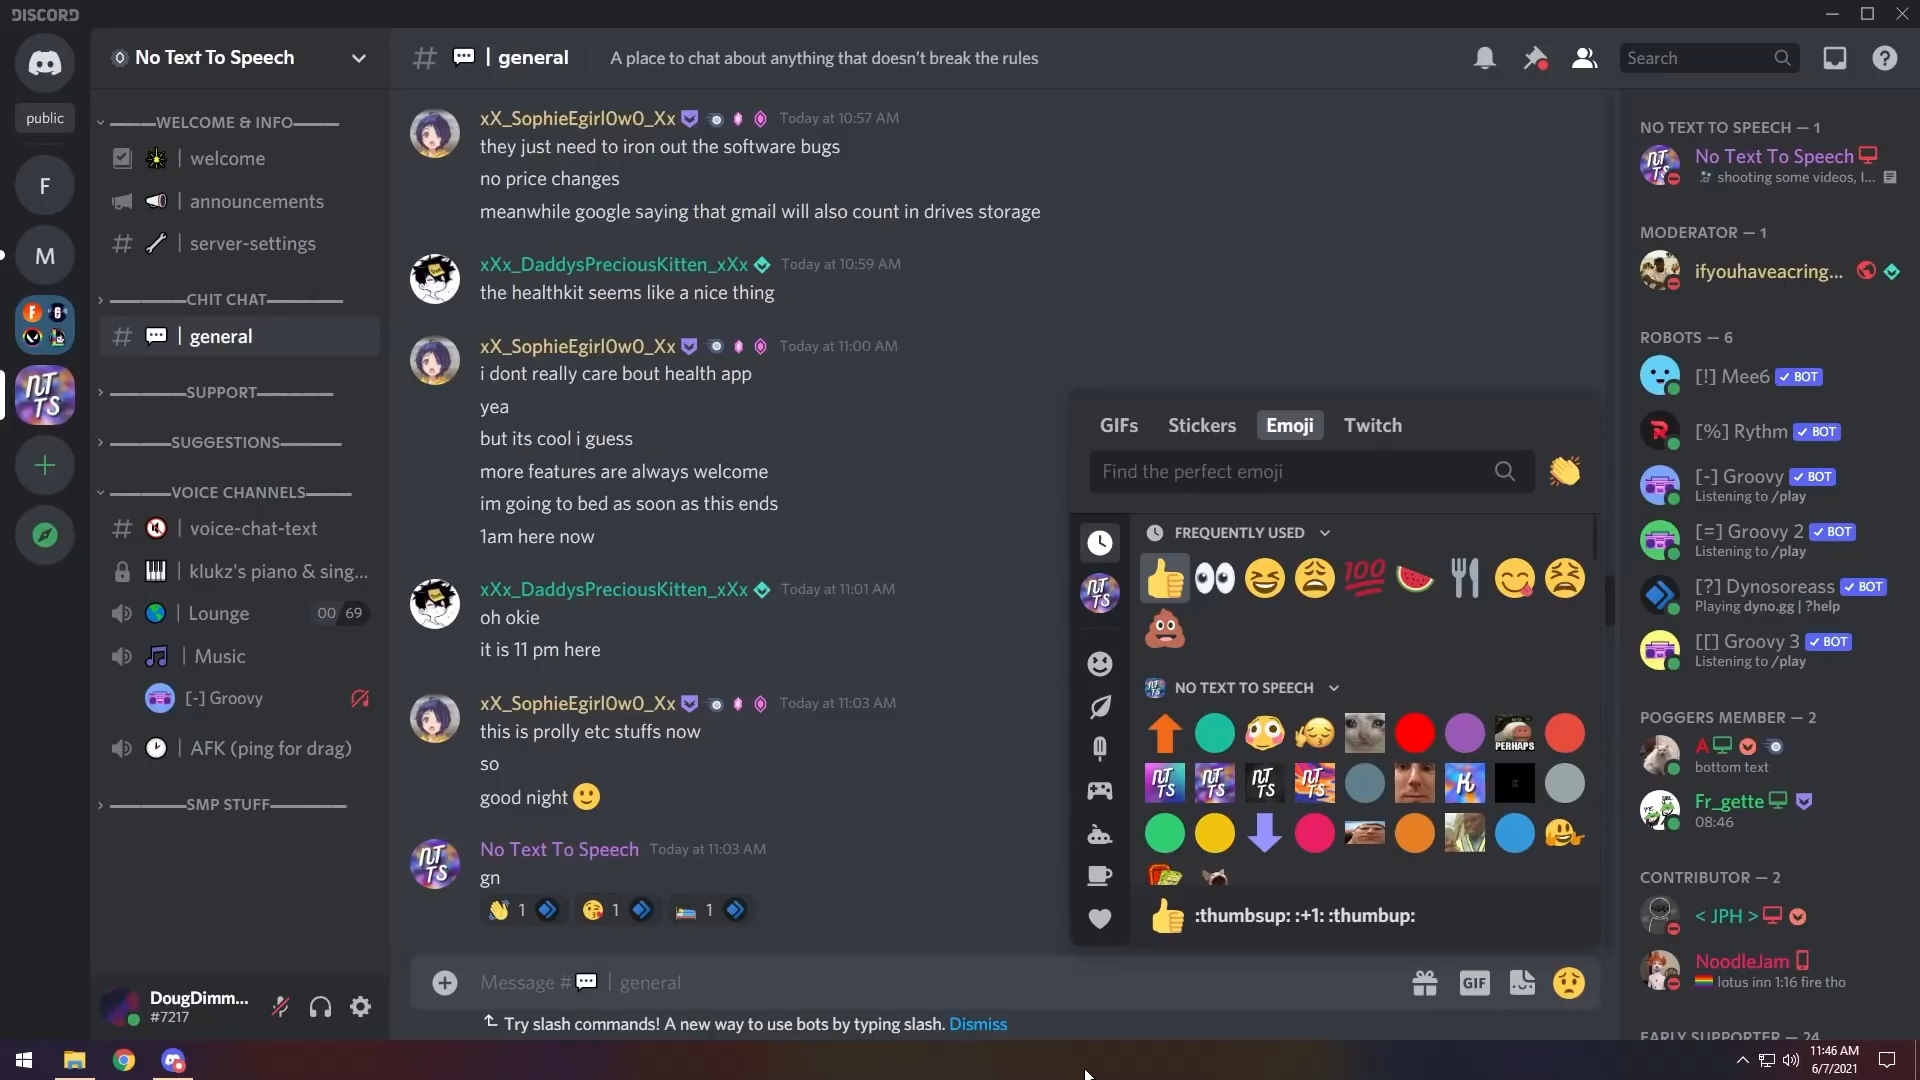 DISCORD
No Text To Speech
general
A place to chat about anything that doesn't break the rules
Search
public
F
M
WELCOME & INFO
welcome
announcements
server-settings
CHIT CHAT
general
SUPPORT
SUGGESTIONS
VOICE CHANNELS
voice-chat-text
klukz's piano & sing...
Lounge
00 69
Music
[-] Groovy
AFK (ping for drag)
SMP STUFF
DougDimm...
#7217
xX_SophieEgirlOwO_Xx Today at 10:57 AM
they just need to iron out the software bugs
no price changes
meanwhile google saying that gmail will also count in drives storage
xXx_DaddysPreciousKitten_xXx Today at 10:59 AM
the healthkit seems like a nice thing
xX_SophieEgirlOwO_Xx Today at 11:00 AM
i dont really care bout health app
yea
but its cool i guess
more features are always welcome
im going to bed as soon as this ends
1am here now
xXx_DaddysPreciousKitten_xXx Today at 11:01 AM
oh okie
it is 11 pm here
xX_SophieEgirlOwO_Xx Today at 11:03 AM
this is prolly etc stuffs now
so
good night
No Text To Speech Today at 11:03 AM
gn
1 1 1
Message # | general
GIF
Try slash commands! A new way to use bots by typing slash. Dismiss
GIFs Stickers Emoji Twitch
Find the perfect emoji
FREQUENTLY USED
100
NO TEXT TO SPEECH
PERHAPS
:thumbsup: :+1: :thumbup:
NO TEXT TO SPEECH — 1
No Text To Speech
shooting some videos, I...
MODERATOR — 1
ifyouhaveacring...
ROBOTS — 6
[!] Mee6 BOT
[%] Rythm BOT
[-] Groovy BOT
Listening to /play
[=] Groovy 2 BOT
Listening to /play
[?] Dynosoreass BOT
Playing dyno.gg | ?help
[[] Groovy 3 BOT
Listening to /play
POGGERS MEMBER — 2
A
bottom text
Fr_gette
08:46
CONTRIBUTOR — 2
< JPH >
NoodleJam
lotus inn 1:16 fire tho
EARLY SUPPORTER — 24
11:46 AM
6/7/2021